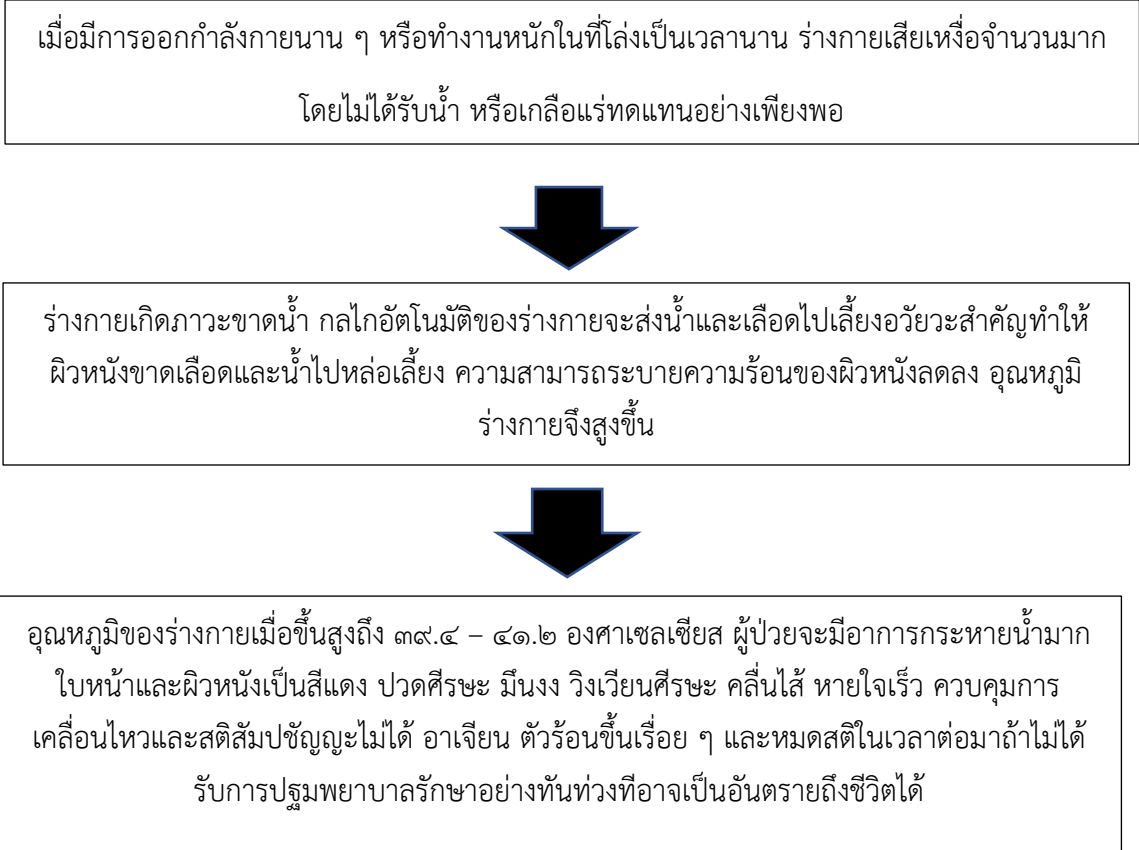 เมื่อมีการออกกำลังกายนาน ๆ หรือทำงานหนักในที่โล่งเป็นเวลานาน ร่างกายเสียเหงื่อจำนวนมาก
โดยไม่ได้รับน้ำ หรือเกลือแร่ทดแทนอย่างเพียงพอ
ร่างกายเกิดภาวะขาดน้ำ กลไกอัตโนมัติของร่างกายจะส่งน้ำและเลือดไปเลี้ยงอวัยวะสำคัญทำให้
ผิวหนังขาดเลือดและน้ำไปหล่อเลี้ยง ความสามารถระบายความร้อนของผิวหนังลดลง อุณหภูมิ
ร่างกายจึงสูงขึ้น
อุณหภูมิของร่างกายเมื่อขึ้นสูงถึง ๓๙.๔ – ๔๑.๒ องศาเซลเซียส ผู้ป่วยจะมีอาการกระหายน้ำมาก
ใบหน้าและผิวหนังเป็นสีแดง ปวดศีรษะ มึนงง วิงเวียนศีรษะ คลื่นไส้ หายใจเร็ว ควบคุมการ
เคลื่อนไหวและสติสัมปชัญญะไม่ได้ อาเจียน ตัวร้อนขึ้นเรื่อย ๆ และหมดสติในเวลาต่อมาถ้าไม่ได้
รับการปฐมพยาบาลรักษาอย่างทันท่วงทีอาจเป็นอันตรายถึงชีวิตได้